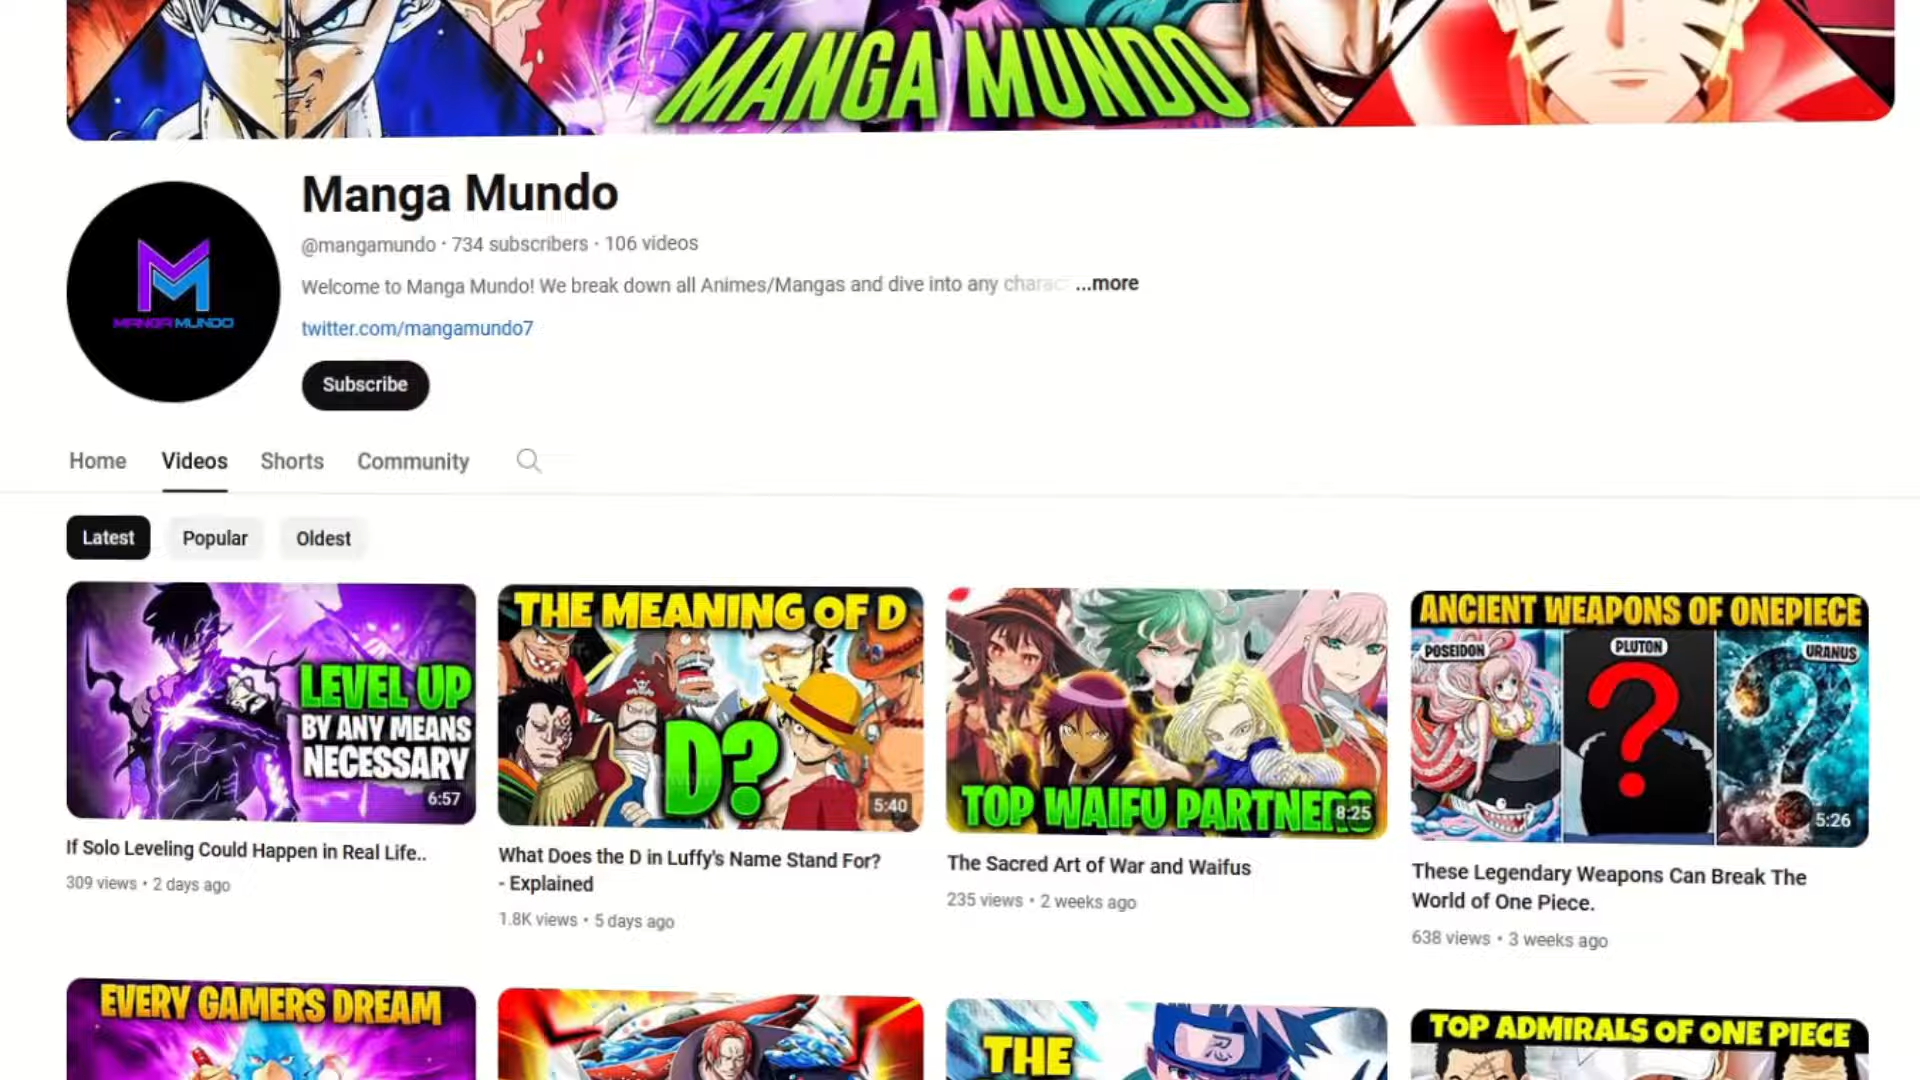 MANGA MUNDO
Manga Mundo
@mangamundo · 734 subscribers · 106 videos
Welcome to Manga Mundo! We break down all Animes/Mangas and dive into any charac ...more
twitter.com/mangamundo7
MANGA MUNDO
Subscribe
Home Videos Shorts Community
Latest Popular Oldest
LEVEL UP
BY ANY MEANS
NECESSARY
6:57
If Solo Leveling Could Happen in Real Life..
309 views • 2 days ago
THE MEANING OF D
D?
5:40
What Does the D in Luffy's Name Stand For?
- Explained
1.8K views • 5 days ago
TOP WAIFU PARTNERS
8:25
The Sacred Art of War and Waifus
235 views • 2 weeks ago
ANCIENT WEAPONS OF ONEPIECE
POSEIDON
PLUTON
URANUS
?
?
5:26
These Legendary Weapons Can Break The
World of One Piece.
638 views • 3 weeks ago
EVERY GAMERS DREAM
THE
忍
TOP ADMIRALS OF ONE PIECE